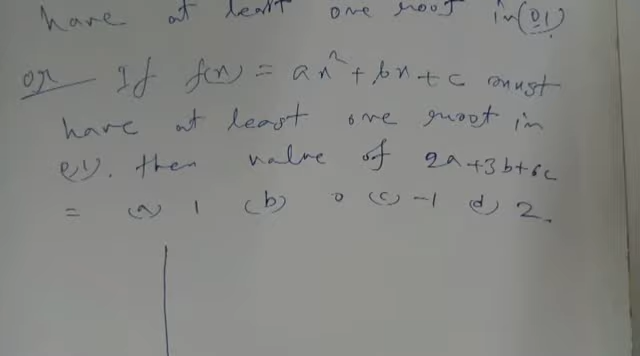 have at least one root in (0,1)
or If f(x) = ax² + bx + c must
have at least one root in
(0,1). then value of 2a+3b+6c
= (a) 1 (b) 0 (c) -1 (d) 2.